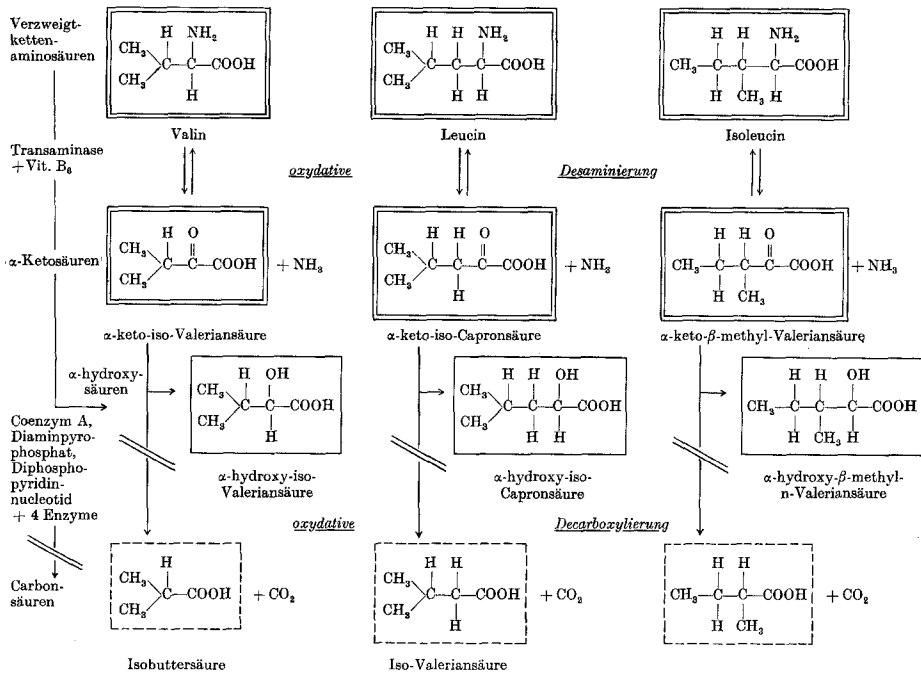 Verzweigt-
ketten-
aminosäuren
H NH₂
CH₃
CH₃
C—C—COOH
H
Valin
H H NH₂
CH₃
CH₃
C—C—C—COOH
H H
Leucin
H H NH₂
CH₃—C—C—C—COOH
H CH₃ H
Isoleucin
Transaminase
+Vit. B₆
oxydative
Desaminierung
α-Ketosäuren
H O
CH₃
CH₃
C—C—COOH
+ NH₃
α-keto-iso-Valeriansäure
H H O
CH₃
CH₃
C—C—C—COOH
H
+ NH₃
α-keto-iso-Capronsäure
H H O
CH₃—C—C—C—COOH
H CH₃
+ NH₃
α-keto-β-methyl-Valeriansäure
α-hydroxy-
säuren
H OH
CH₃
CH₃
C—C—COOH
H
α-hydroxy-iso-
Valeriansäure
H H OH
CH₃
CH₃
C—C—C—COOH
H H
α-hydroxy-iso-
Capronsäure
H H OH
CH₃—C—C—C—COOH
H CH₃ H
α-hydroxy-β-methyl-
n-Valeriansäure
Coenzym A,
Diaminpyro-
phosphat,
Diphospho-
pyridin-
nucleotid
+ 4 Enzyme
oxydative
Decarboxylierung
Carbon-
säuren
H
CH₃
CH₃
C—COOH
+ CO₂
Isobuttersäure
H H
CH₃
CH₃
C—C—COOH
H
+ CO₂
Iso-Valeriansäure
H H
CH₃—C—C—COOH
H CH₃
+ CO₂